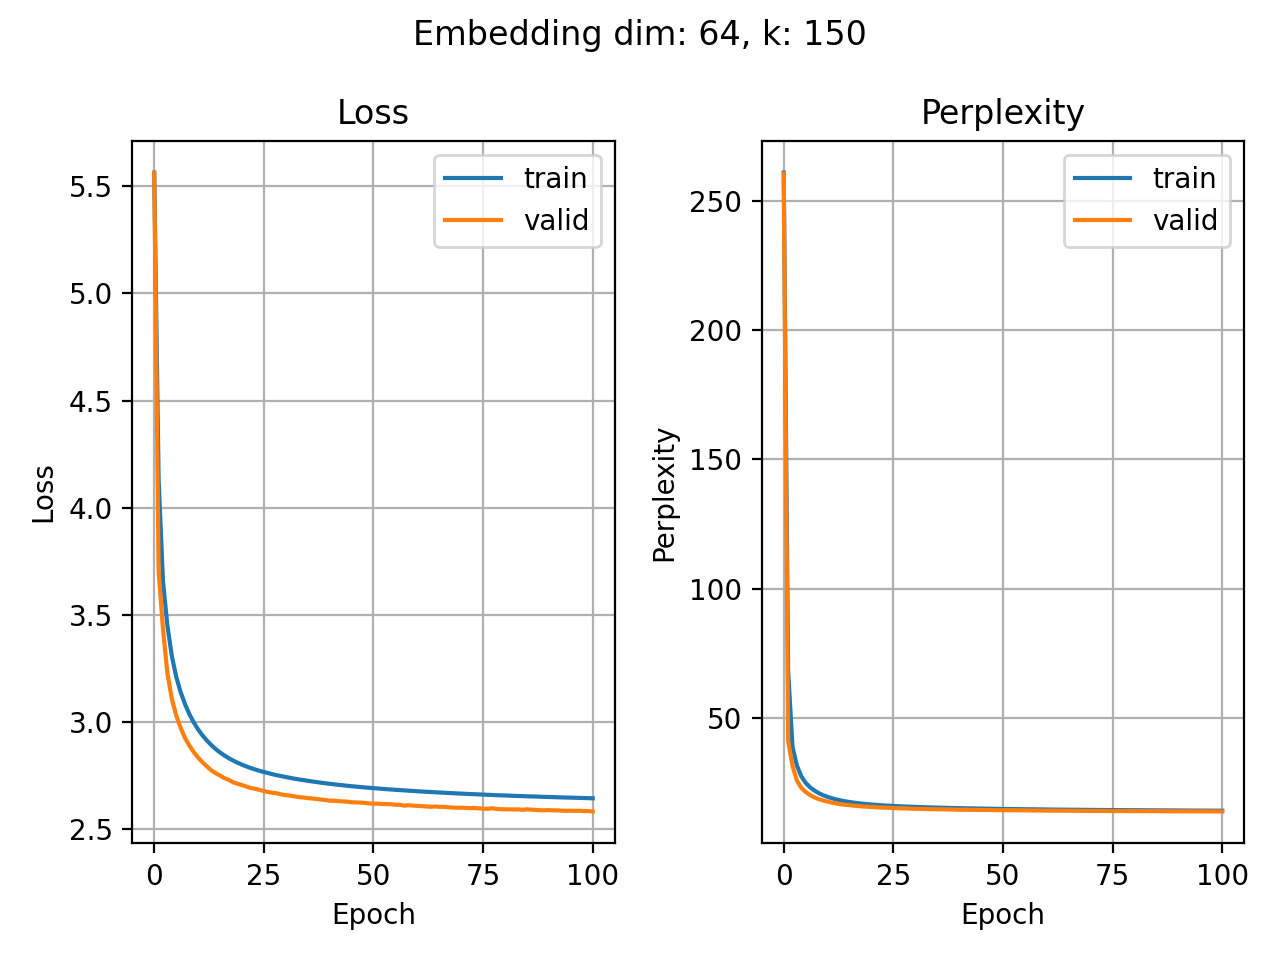 Embedding dim: 64, k: 150
Loss
train
valid
5.5
5.0
4.5
4.0
3.5
3.0
2.5
Loss
0 25 50 75 100
Epoch
Perplexity
train
valid
250
200
150
100
50
Perplexity
0 25 50 75 100
Epoch